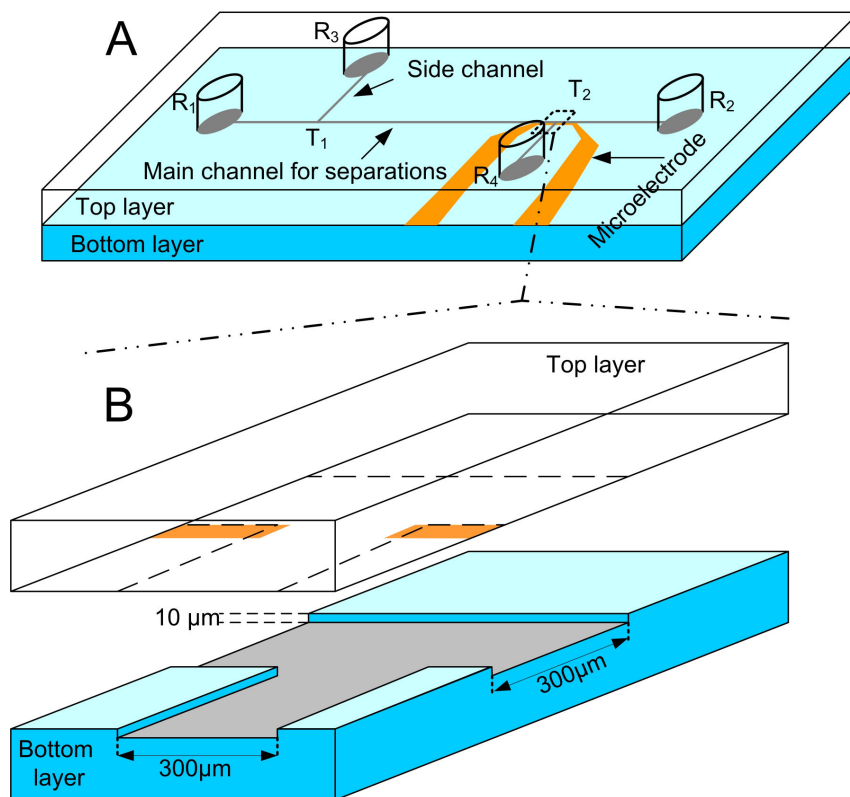 A
R3
Side channel
R1
T2
R2
T1
Main channel for separations
R4
Microelectrode
Top layer
Bottom layer
B
Top layer
10 µm
300µm
300µm
Bottom
layer